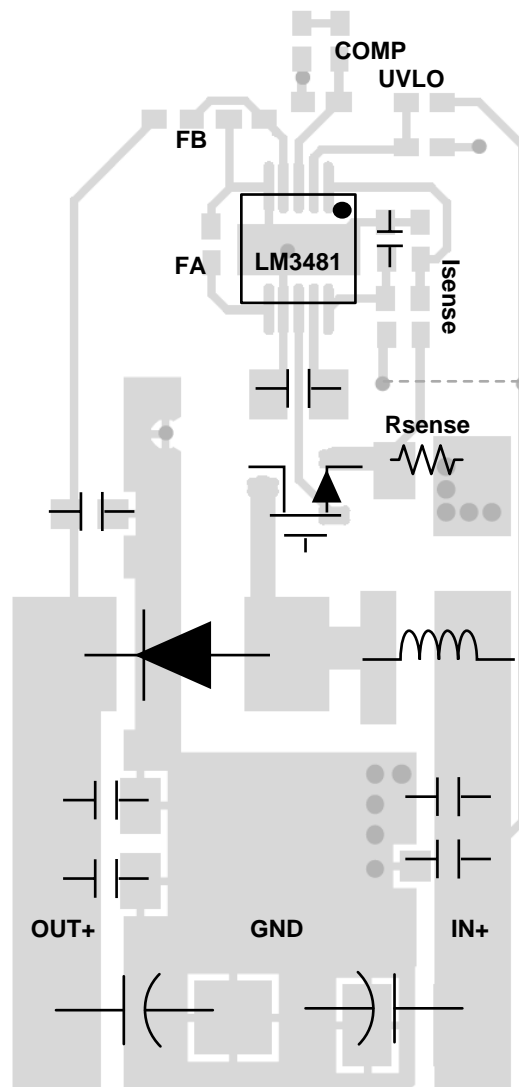 COMP
UVLO
FB
FA
LM3481
Isense
Rsense
OUT+
GND
IN+